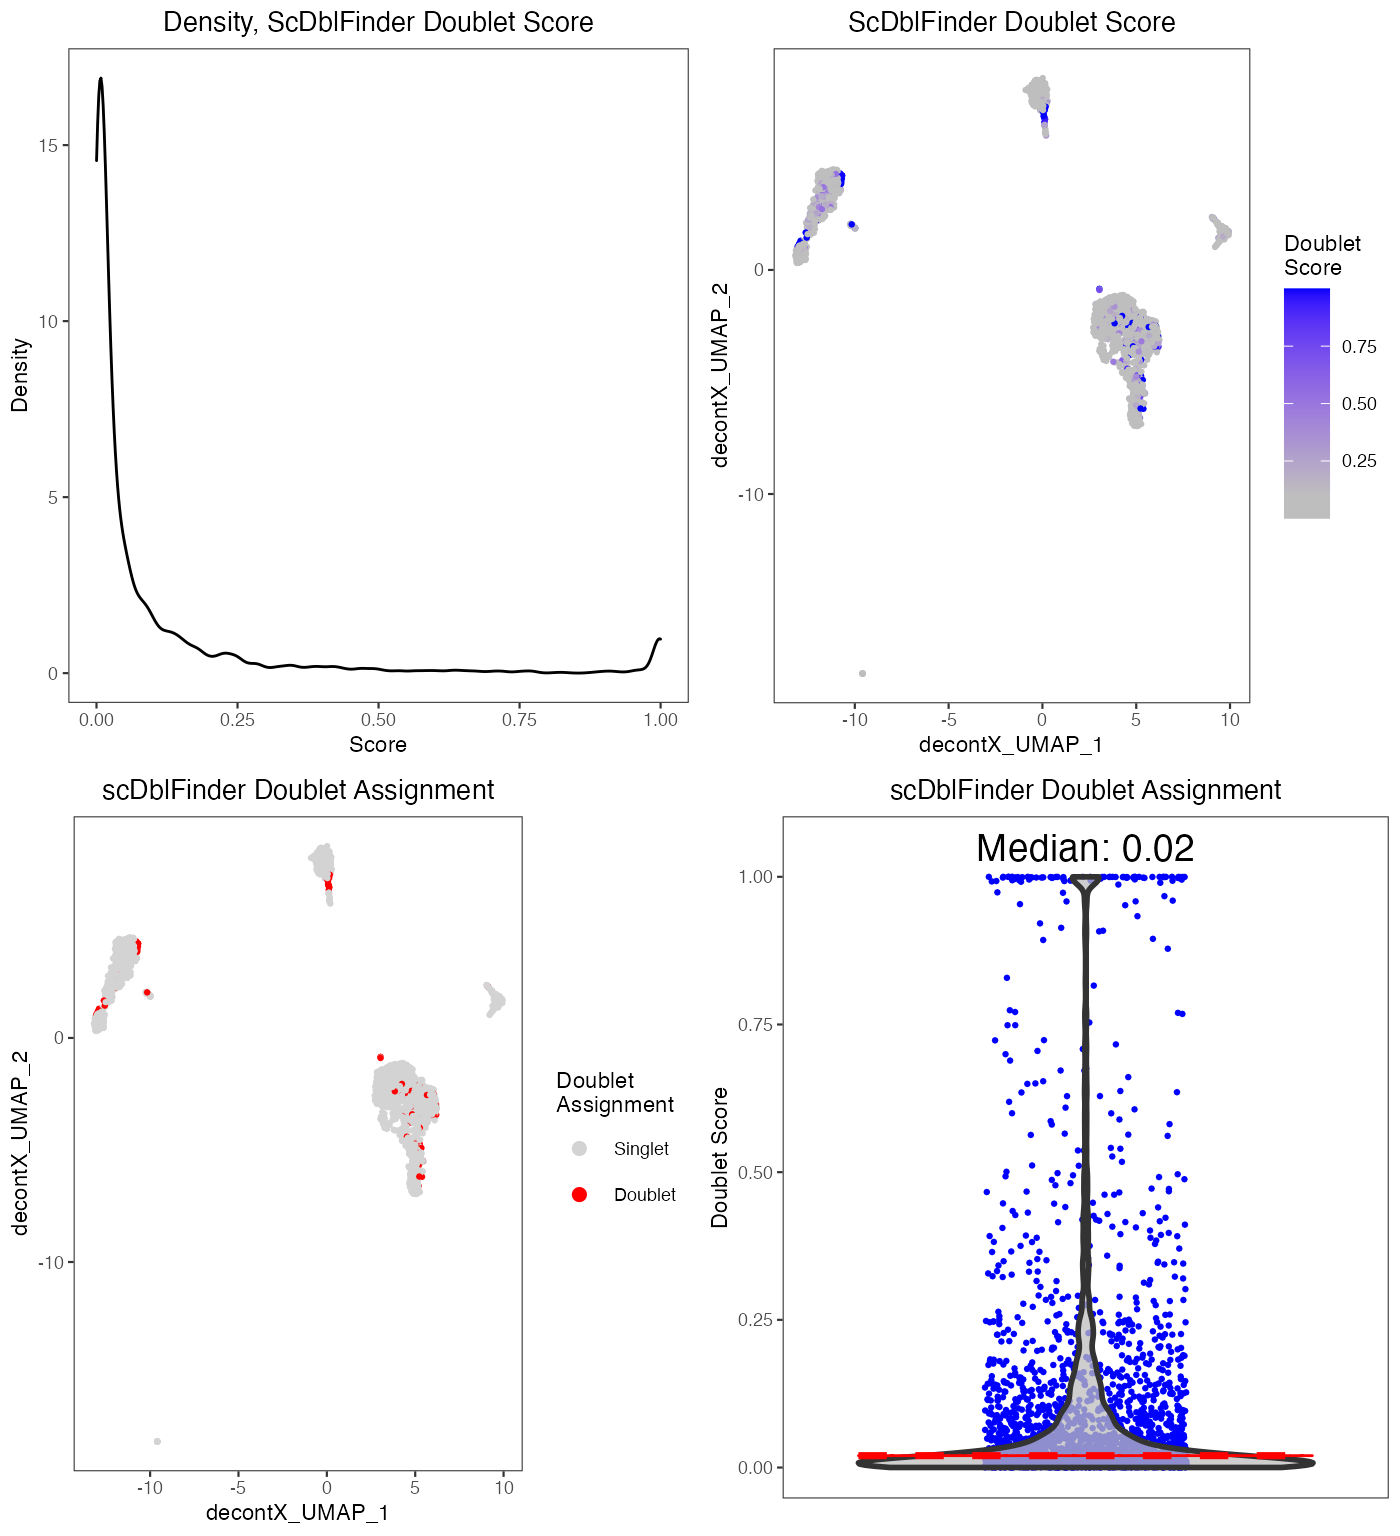 Density, ScDblFinder Doublet Score
Density
15
10
5
0
0.00 0.25 0.50 0.75 1.00
Score
ScDblFinder Doublet Score
decontX_UMAP_2
0
-10
-10 -5 0 5 10
decontX_UMAP_1
Doublet
Score
0.75
0.50
0.25
scDblFinder Doublet Assignment
decontX_UMAP_2
0
-10
-10 -5 0 5 10
decontX_UMAP_1
Doublet
Assignment
Singlet
Doublet
scDblFinder Doublet Assignment
Median: 0.02
Doublet Score
1.00
0.75
0.50
0.25
0.00